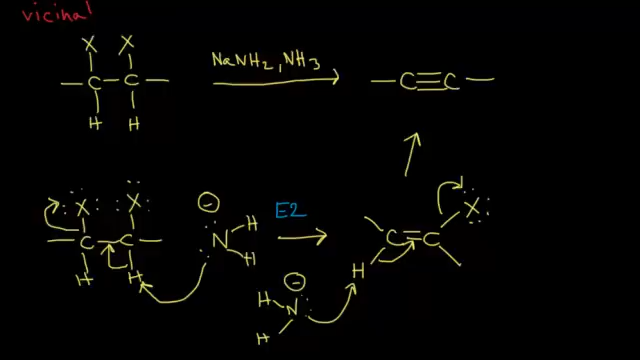 vicinal
X X
NaNH2, NH3
— C — C —
— C≡C —
H H
X X
E2
X
— C — C —
N H
H
C=C
H H
H
H N
H